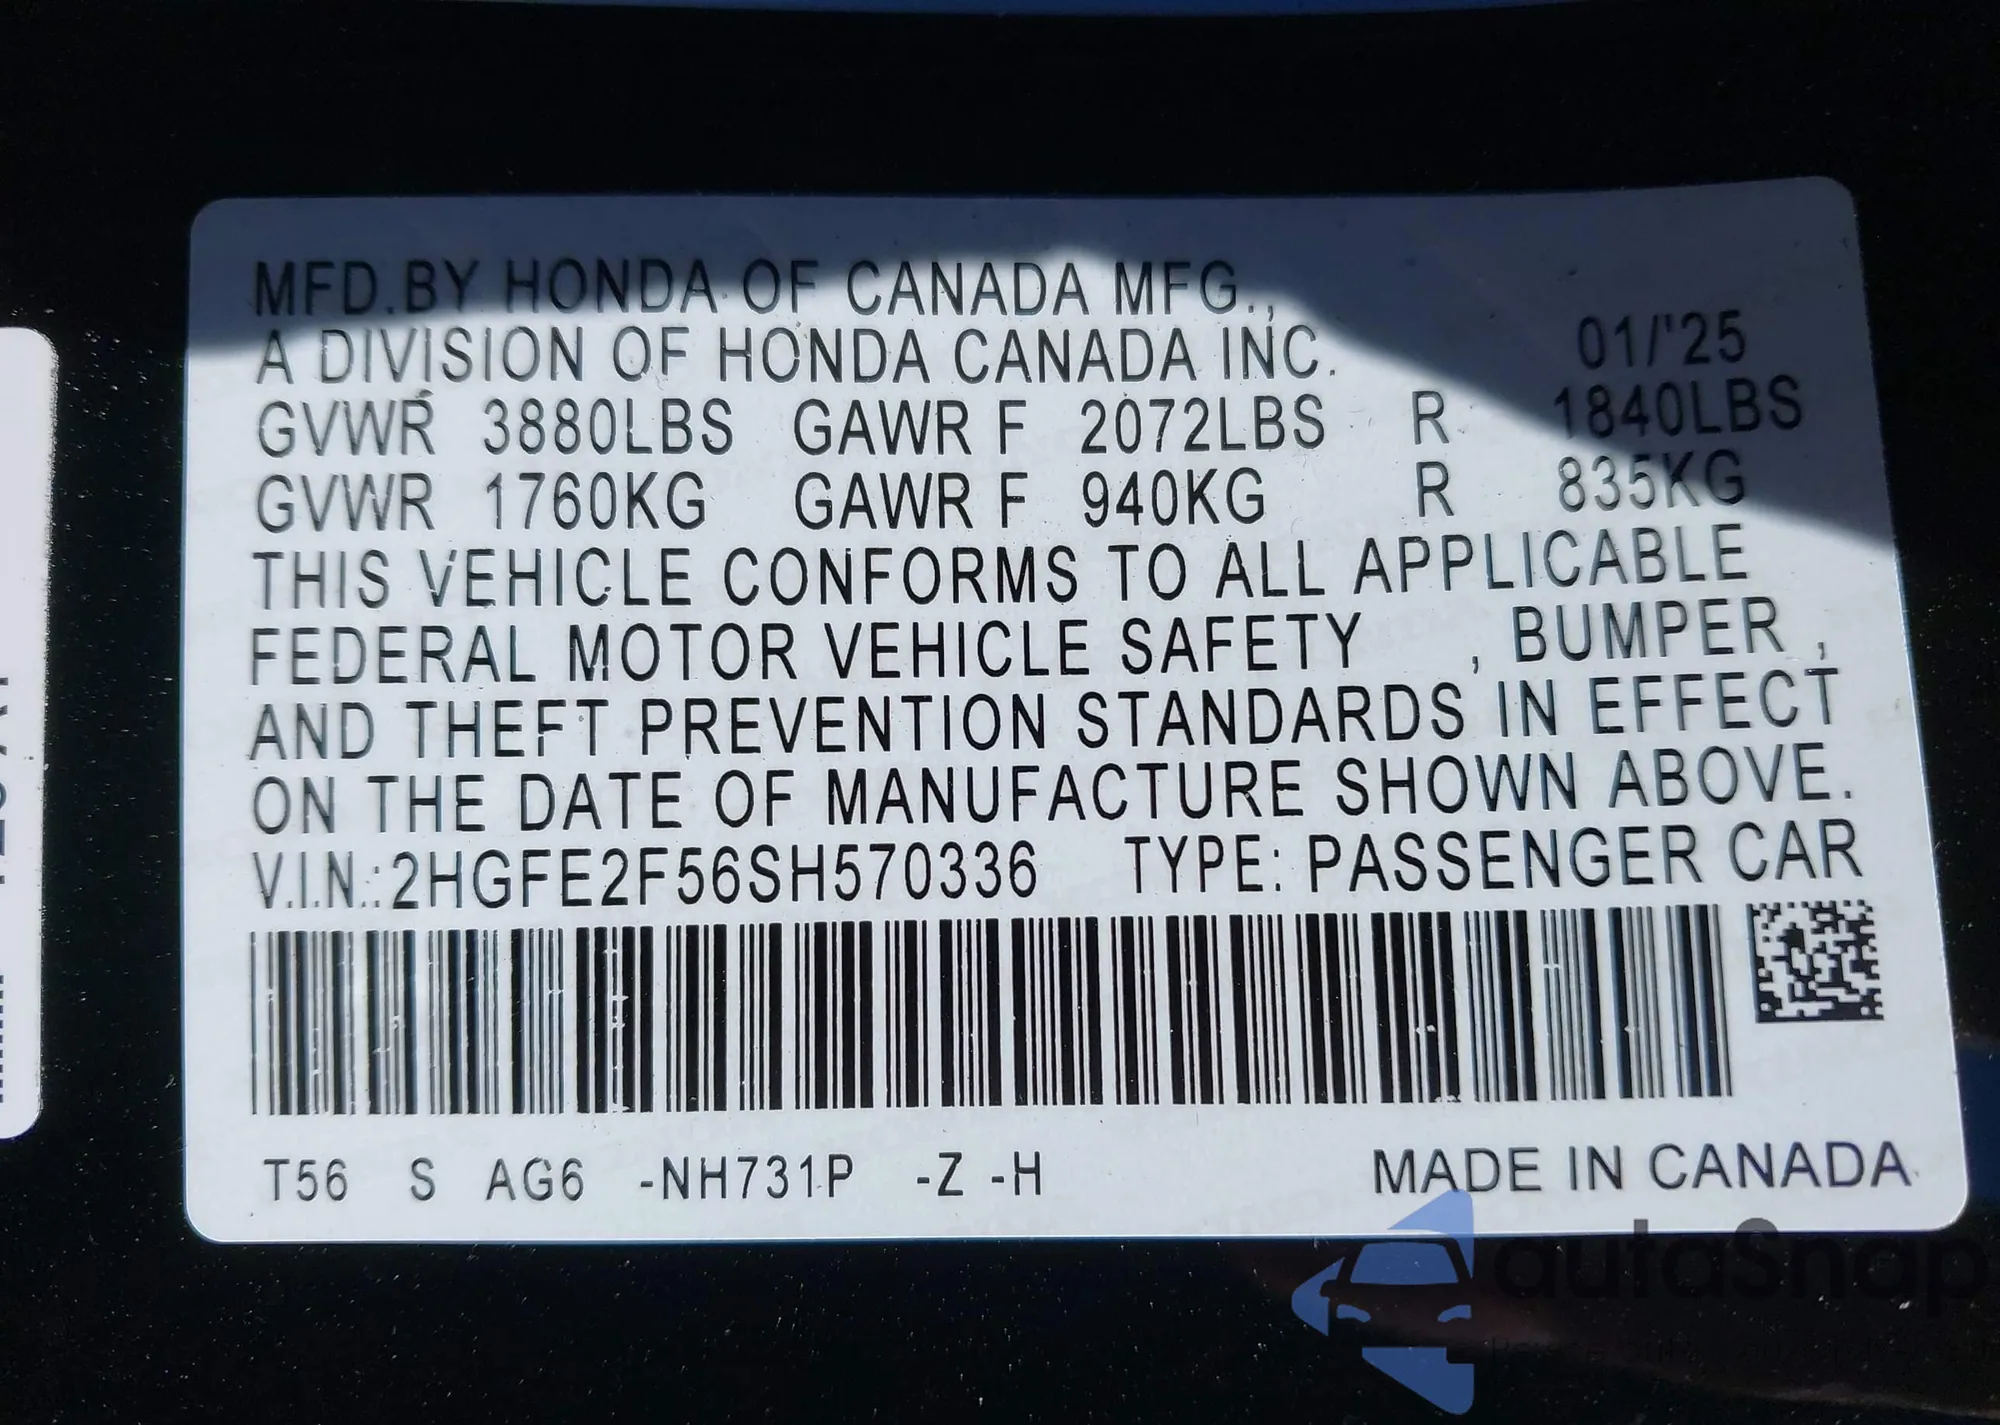 MFD.BY HONDA OF CANADA MFG.,
A DIVISION OF HONDA CANADA INC. 01/'25
GVWR 3880LBS GAWR F 2072LBS R 1840LBS
GVWR 1760KG GAWR F 940KG R 835KG
THIS VEHICLE CONFORMS TO ALL APPLICABLE
FEDERAL MOTOR VEHICLE SAFETY , BUMPER ,
AND THEFT PREVENTION STANDARDS IN EFFECT
ON THE DATE OF MANUFACTURE SHOWN ABOVE.
V.I.N.:2HGFE2F56SH570336 TYPE: PASSENGER CAR
T56 S AG6 -NH731P -Z -H MADE IN CANADA
autoSnap